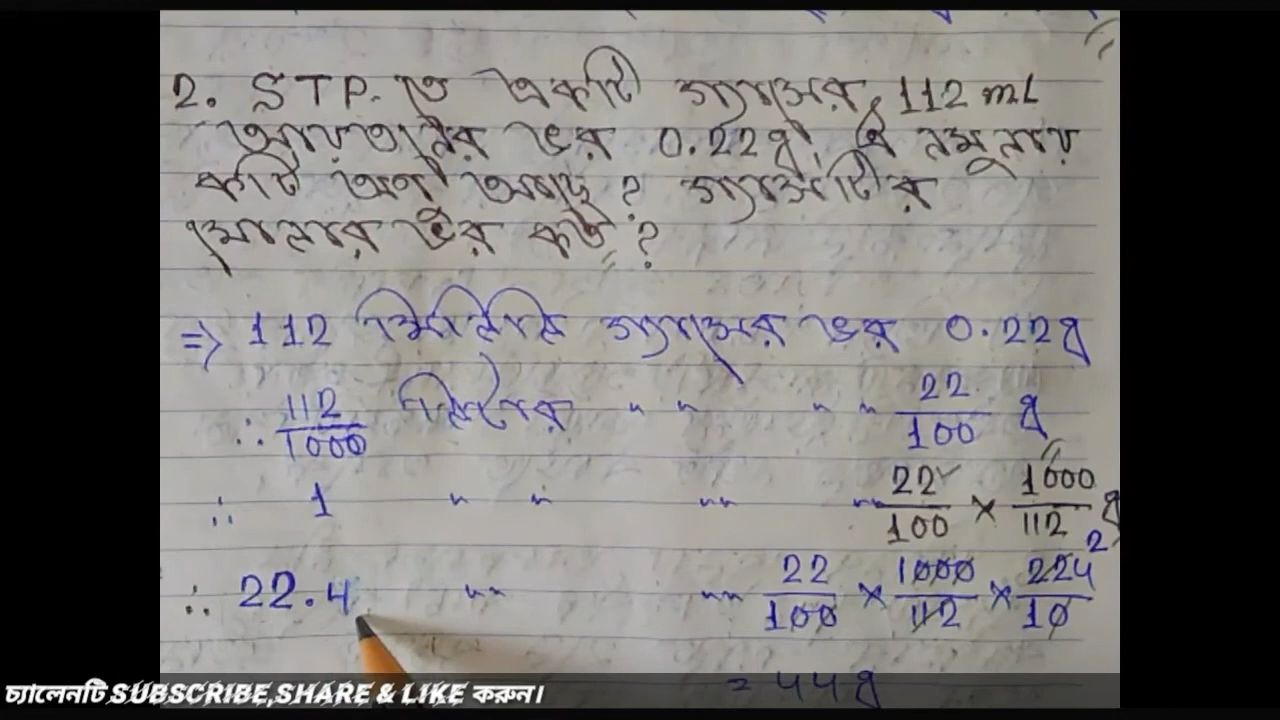 2. STP. তে একটি গ্যাসের 112 mL
আয়তনের ভর 0.22g, ঐ নমুনায়
কটি অণু আছে? গ্যাসটির
মোলার ভর কত?
⇒ 112 মিলিলি গ্যাসের ভর 0.22g
∴ 112/1000 লিটার " " " " 22/100 g
∴ 1 " " " " " " 22/100 × 1000/112 g
∴ 22.4 " " " " 22/100 × 1000/112 × 224/10 2
= 44g
চ্যানেলটি SUBSCRIBE,SHARE & LIKE করুন।